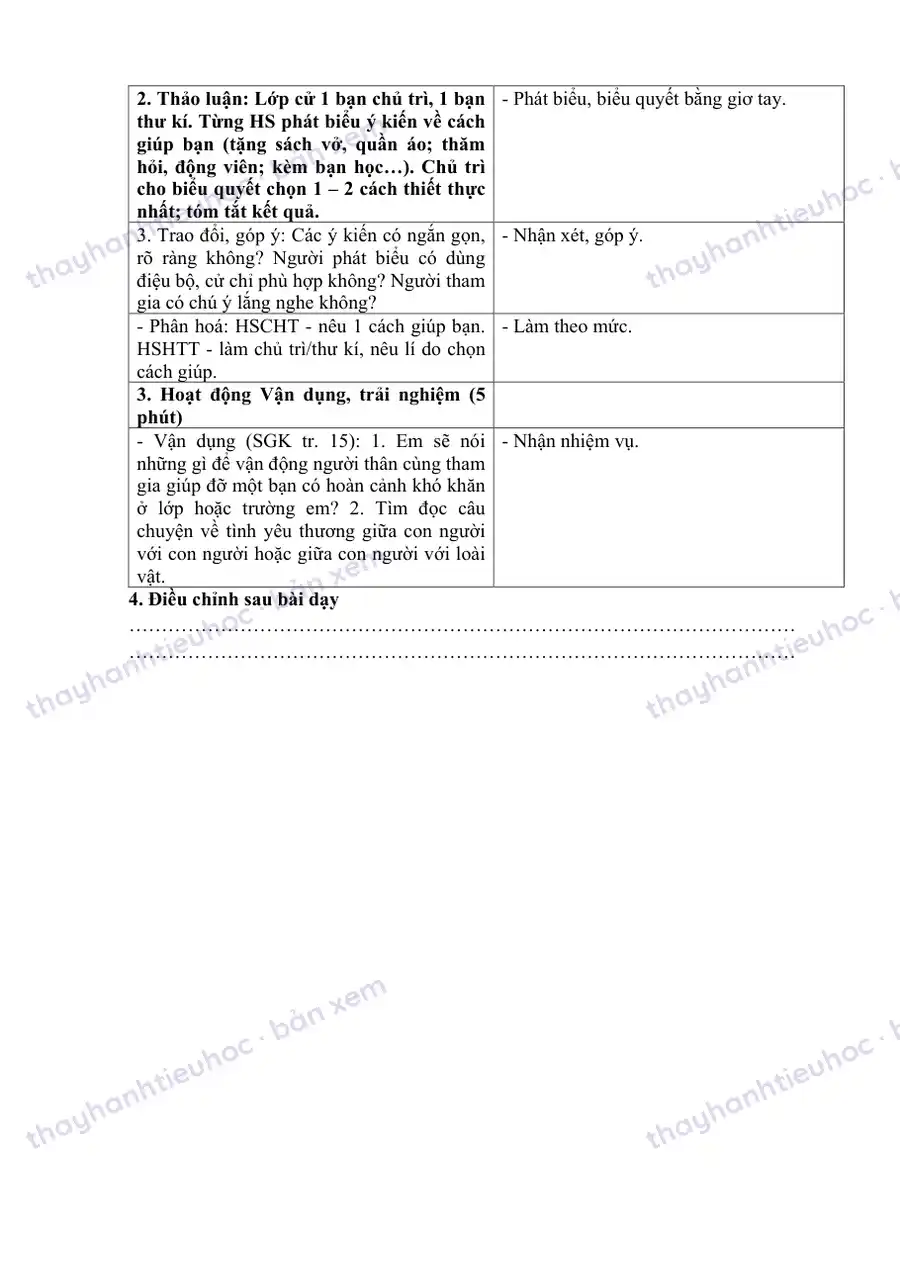 2. Thảo luận: Lớp cử 1 bạn chủ trì, 1 bạn
thư kí. Từng HS phát biểu ý kiến về cách
giúp bạn (tặng sách vở, quần áo; thăm
hỏi, động viên; kèm bạn học…). Chủ trì
cho biểu quyết chọn 1 – 2 cách thiết thực
nhất; tóm tắt kết quả.
- Phát biểu, biểu quyết bằng giơ tay.
3. Trao đổi, góp ý: Các ý kiến có ngắn gọn,
rõ ràng không? Người phát biểu có dùng
điệu bộ, cử chỉ phù hợp không? Người tham
gia có chú ý lắng nghe không?
- Nhận xét, góp ý.
- Phân hoá: HSCHT - nêu 1 cách giúp bạn.
HSHTT - làm chủ trì/thư kí, nêu lí do chọn
cách giúp.
- Làm theo mức.
3. Hoạt động Vận dụng, trải nghiệm (5
phút)
- Vận dụng (SGK tr. 15): 1. Em sẽ nói
những gì để vận động người thân cùng tham
gia giúp đỡ một bạn có hoàn cảnh khó khăn
ở lớp hoặc trường em? 2. Tìm đọc câu
chuyện về tình yêu thương giữa con người
với con người hoặc giữa con người với loài
vật.
- Nhận nhiệm vụ.
4. Điều chỉnh sau bài dạy
…………………………………………………………………………………………
…………………………………………………………………………………………
thayhanhtieuhoc · bản xem
thayhanhtieuhoc · b
thayhanhtieuhoc · bản xem
thayhanhtieuhoc · b
thayhanhtieuhoc · bản xem
thayhanhtieuhoc · b